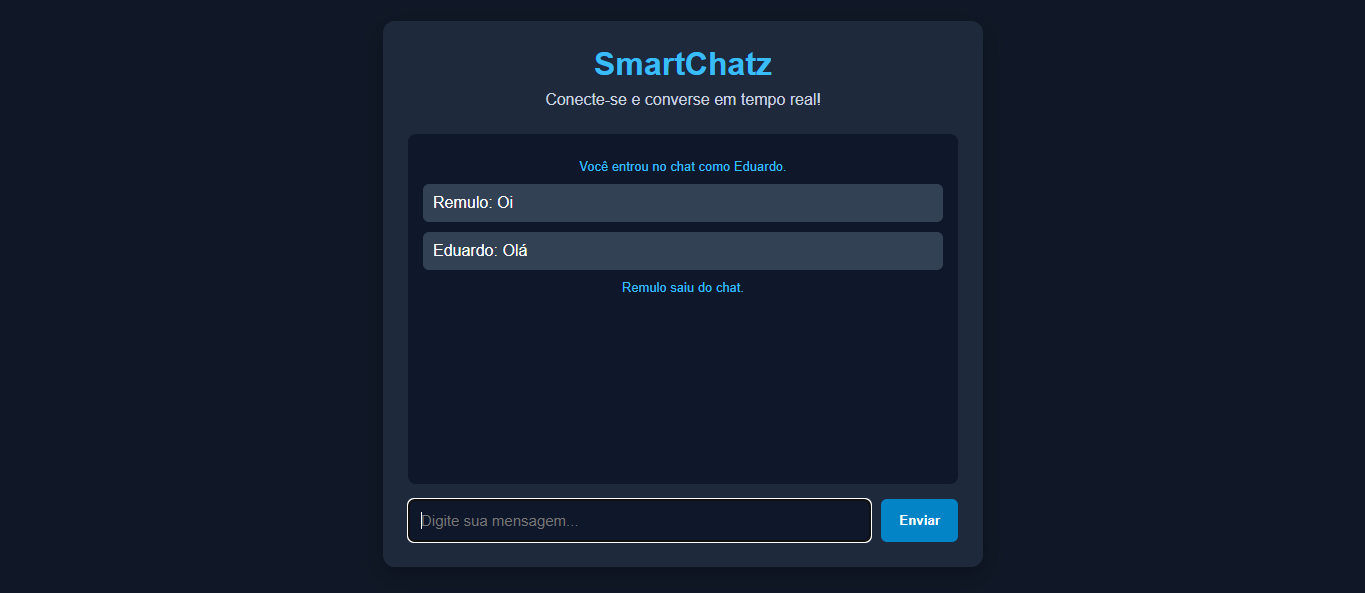 SmartChatz
Conecte-se e converse em tempo real!
Você entrou no chat como Eduardo.
Remulo: Oi
Eduardo: Olá
Remulo saiu do chat.
Digite sua mensagem...
Enviar